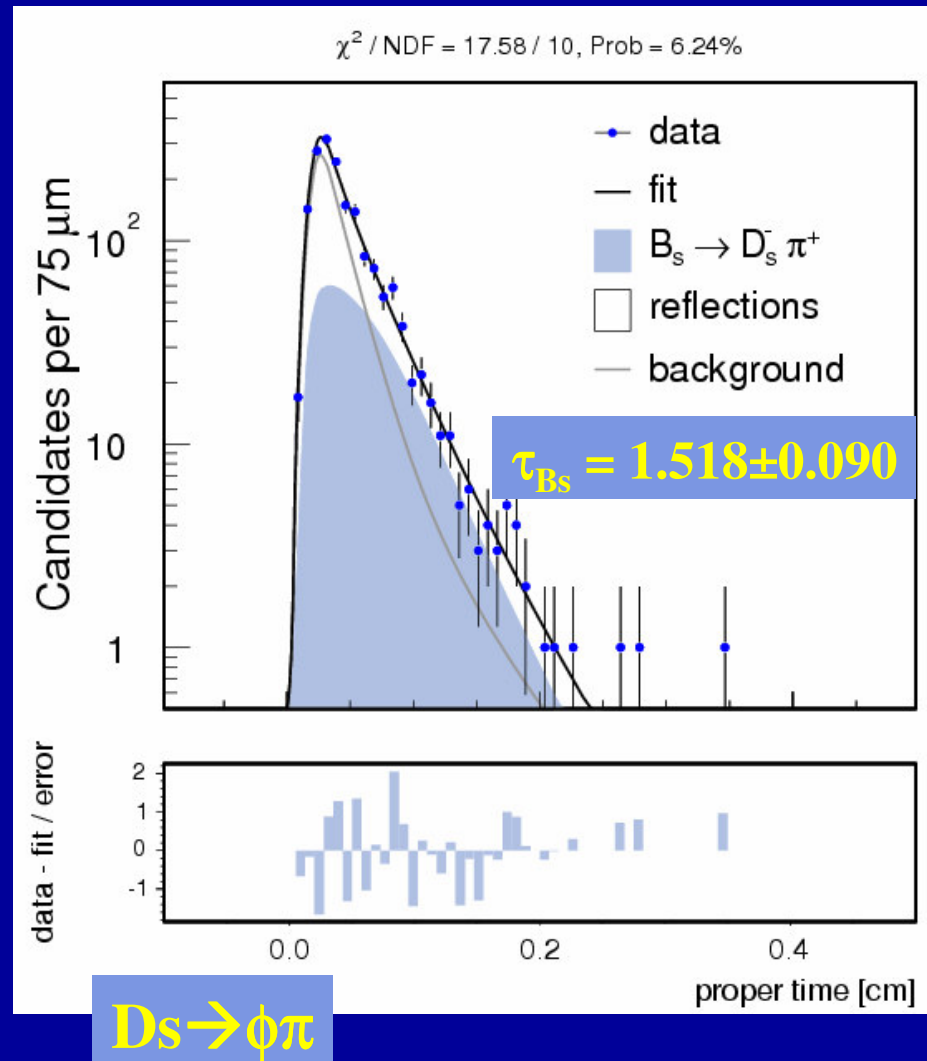 χ² / NDF = 17.58 / 10, Prob = 6.24%
Candidates per 75 μm
10²
10
1
data
fit
Bₛ → Dₛ⁻ π⁺
reflections
background
τBs = 1.518±0.090
data - fit / error
2
1
0
-1
0.0 0.2 0.4
proper time [cm]
Ds→ϕπ